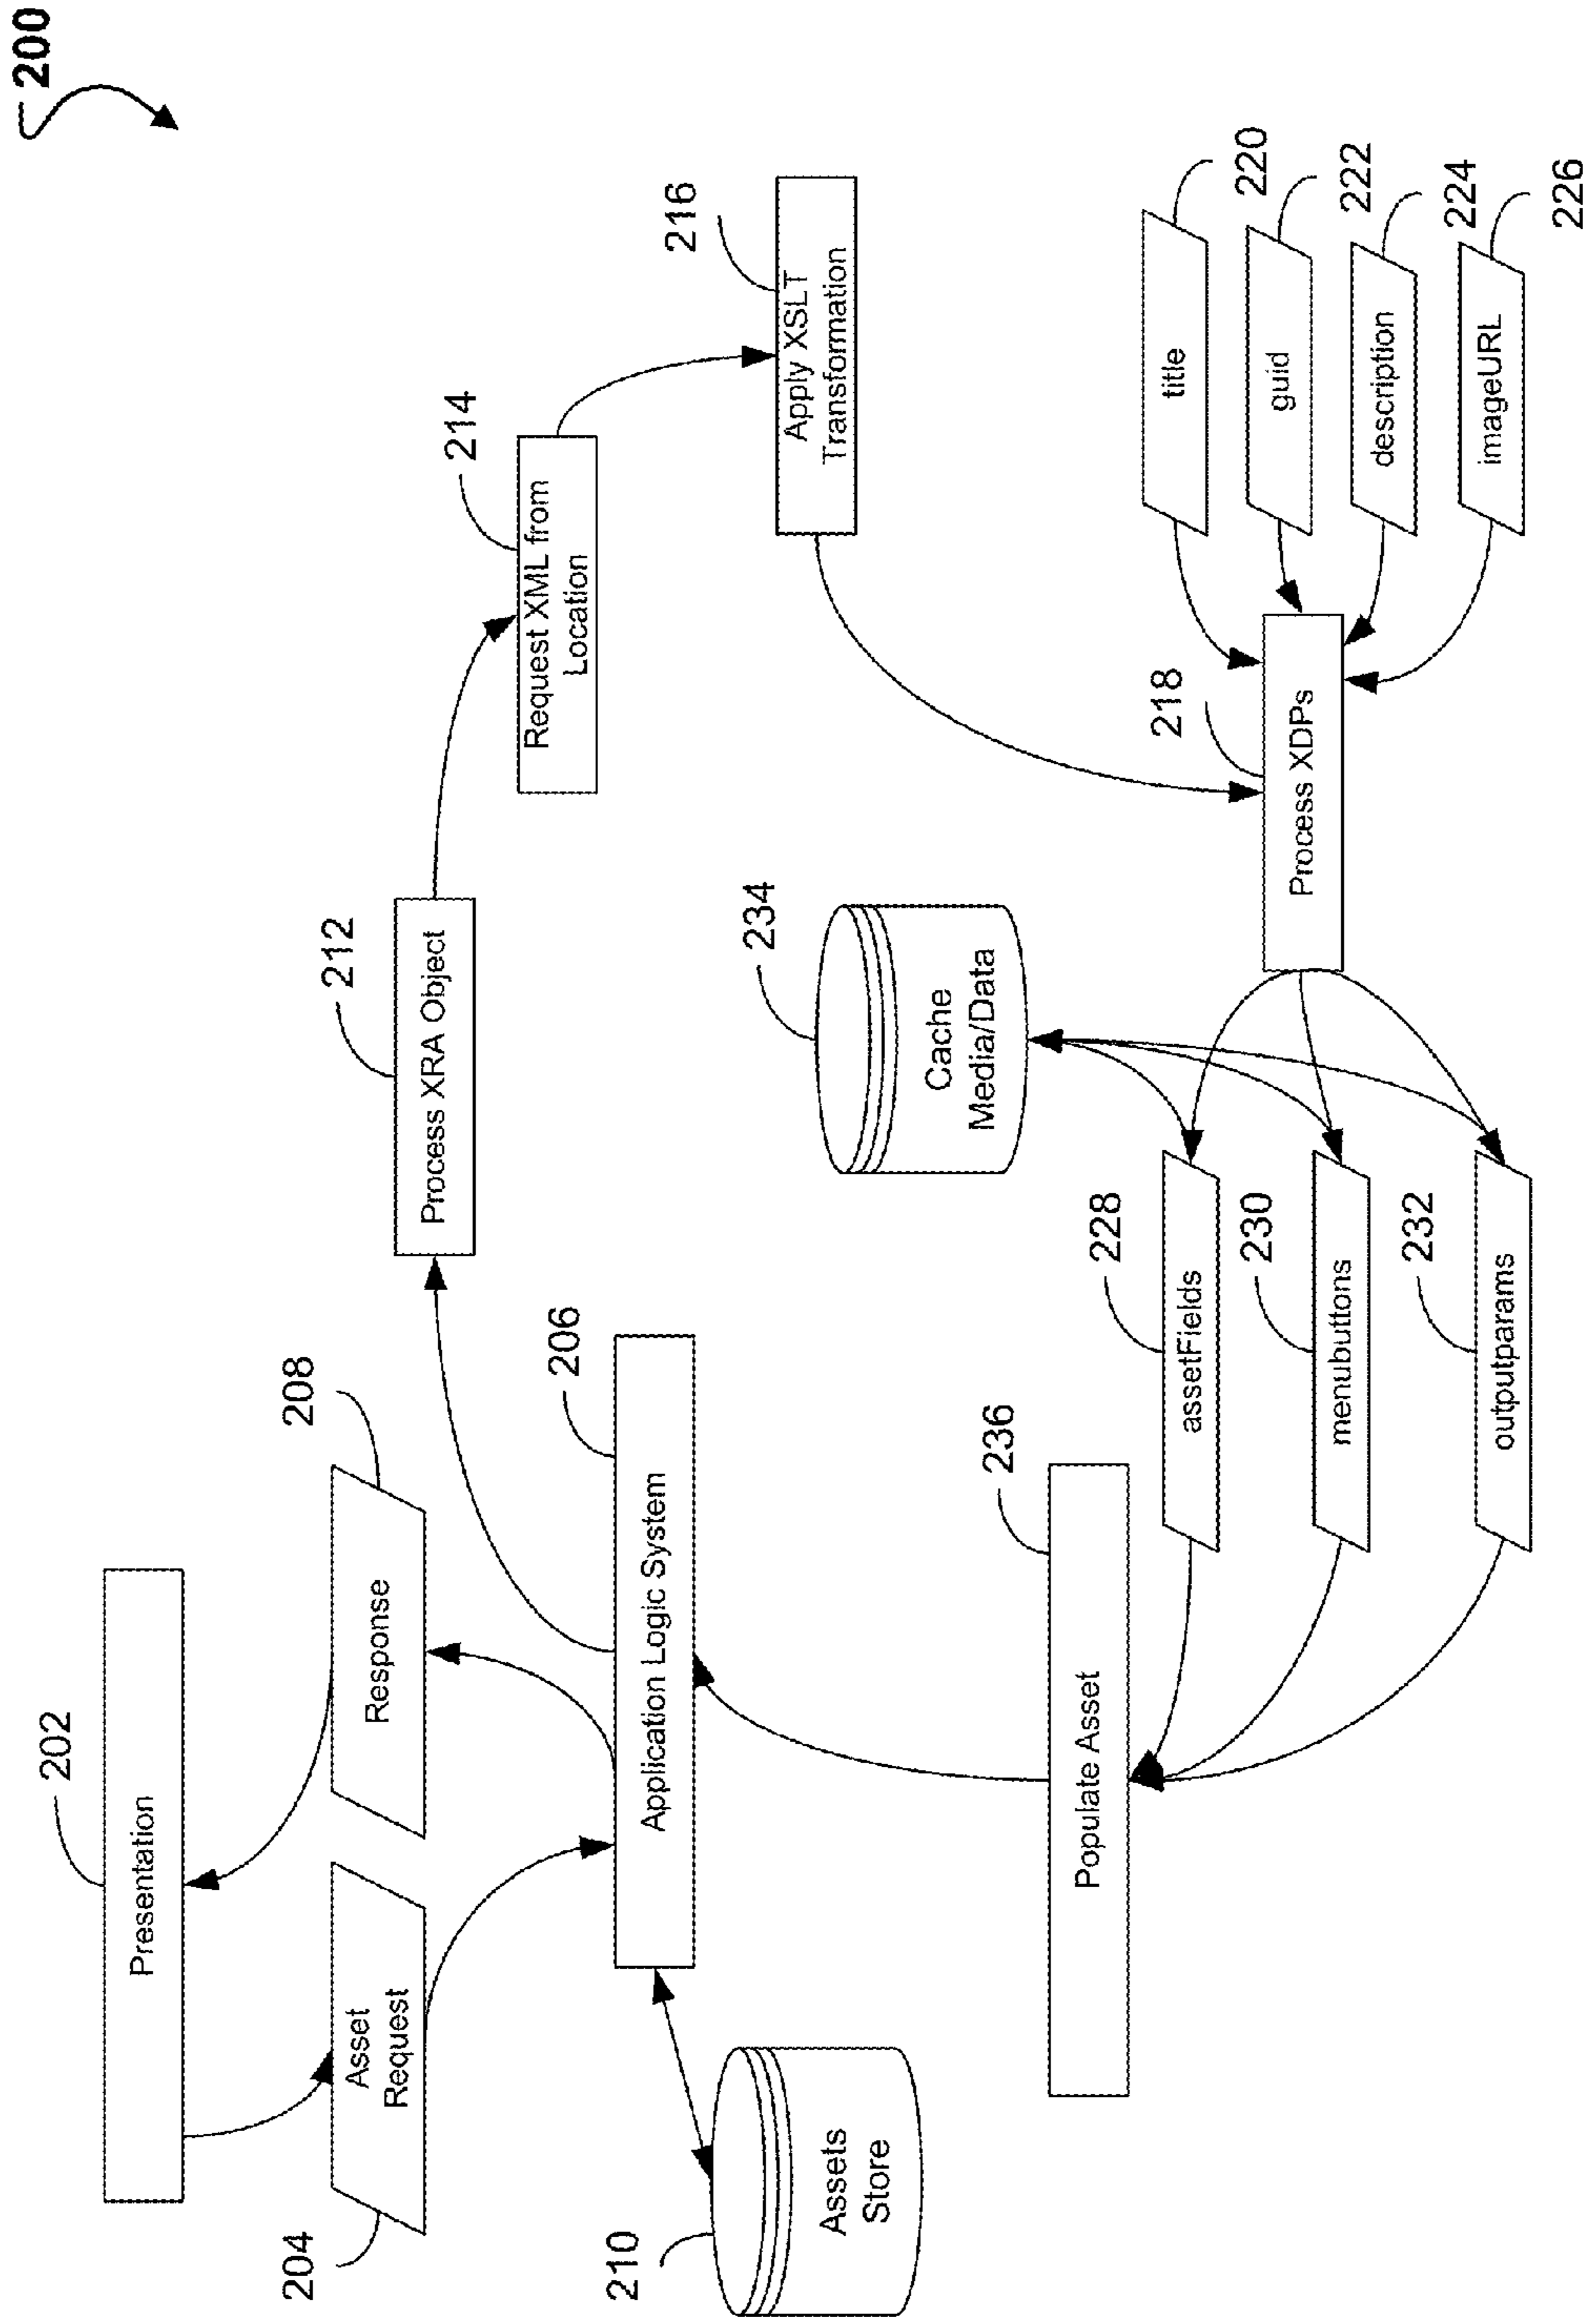 200
202
Presentation
204
Asset
Request
208
Response
206
Application Logic System
210
Assets
Store
212
Process XRA Object
214
Request XML from
Location
216
Apply XSLT
Transformation
218
Process XDPs
title
220
guid
222
description
224
imageURL
226
234
Cache
Media/Data
228
assetFields
230
menubuttons
232
outputparams
236
Populate Asset